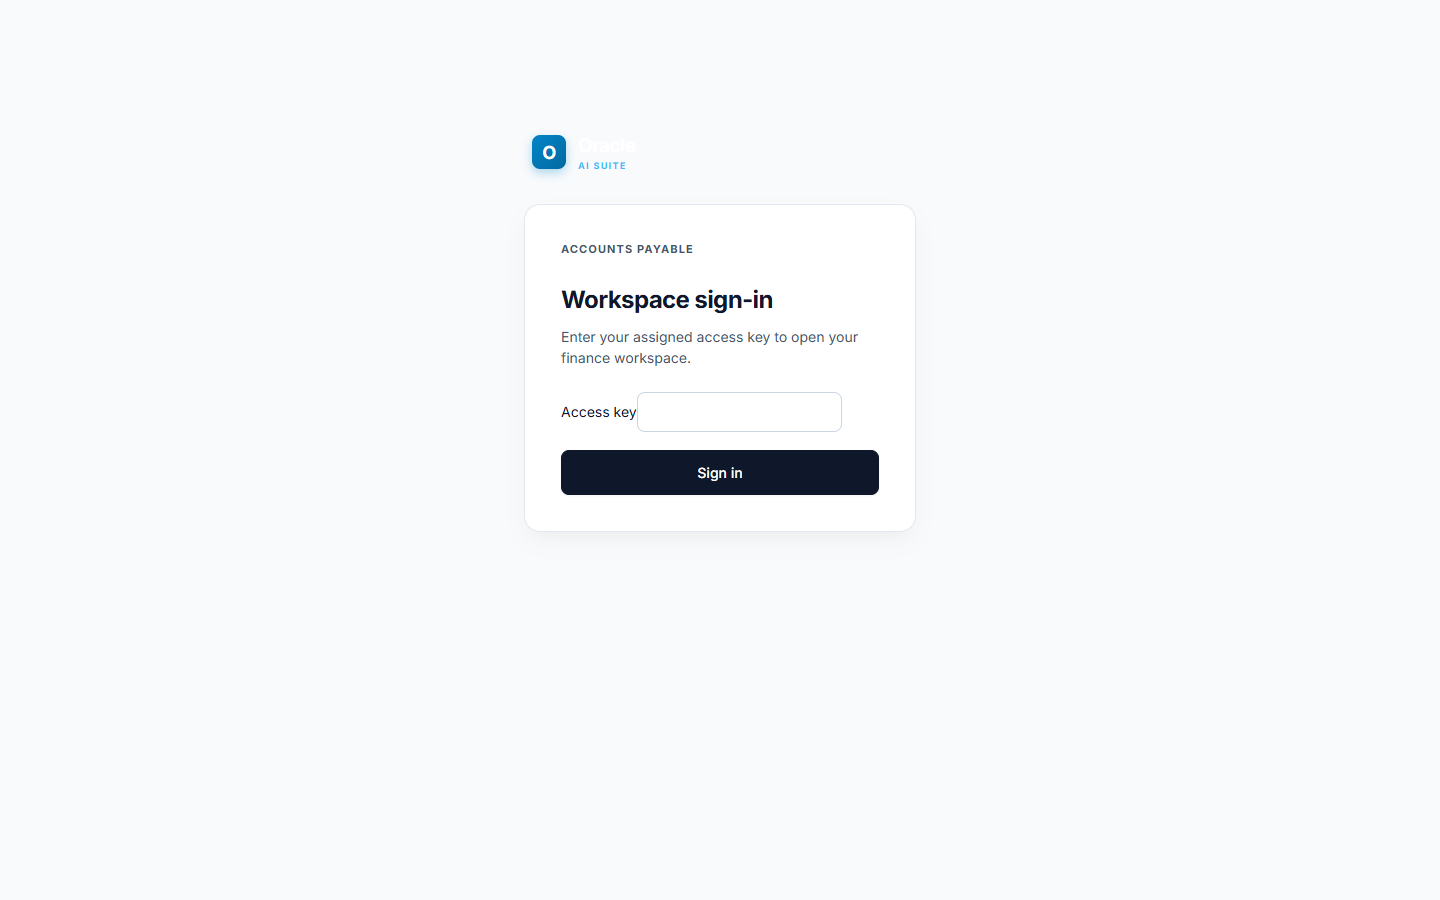 O
Oracle
AI SUITE
ACCOUNTS PAYABLE
Workspace sign-in
Enter your assigned access key to open your
finance workspace.
Access key
Sign in